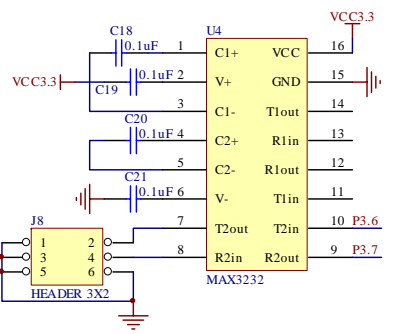 VCC3.3
C18 U4
0.1uF 1 C1+ VCC 16
VCC3.3 C19 0.1uF 2 V+ GND 15
3 C1- T1out 14
C20
0.1uF 4 C2+ R1in 13
5 C2- R1out 12
C21
0.1uF 6 V- T1in 11
J8 7 T2out T2in 10 P3.6
1 2
3 4 8 R2in R2out 9 P3.7
5 6
HEADER 3X2 MAX3232